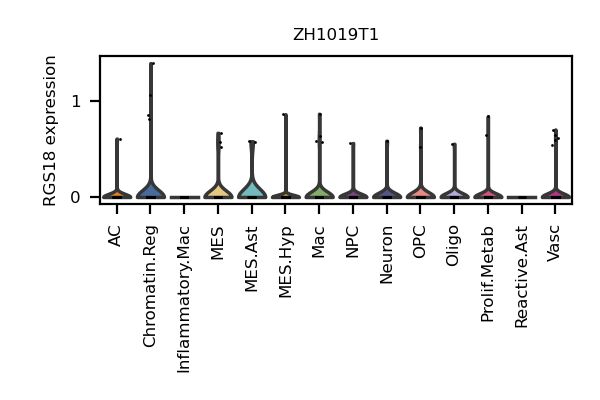 ZH1019T1
RGS18 expression
1
0
AC
Chromatin.Reg
Inflammatory.Mac
MES
MES.Ast
MES.Hyp
Mac
NPC
Neuron
OPC
Oligo
Prolif.Metab
Reactive.Ast
Vasc